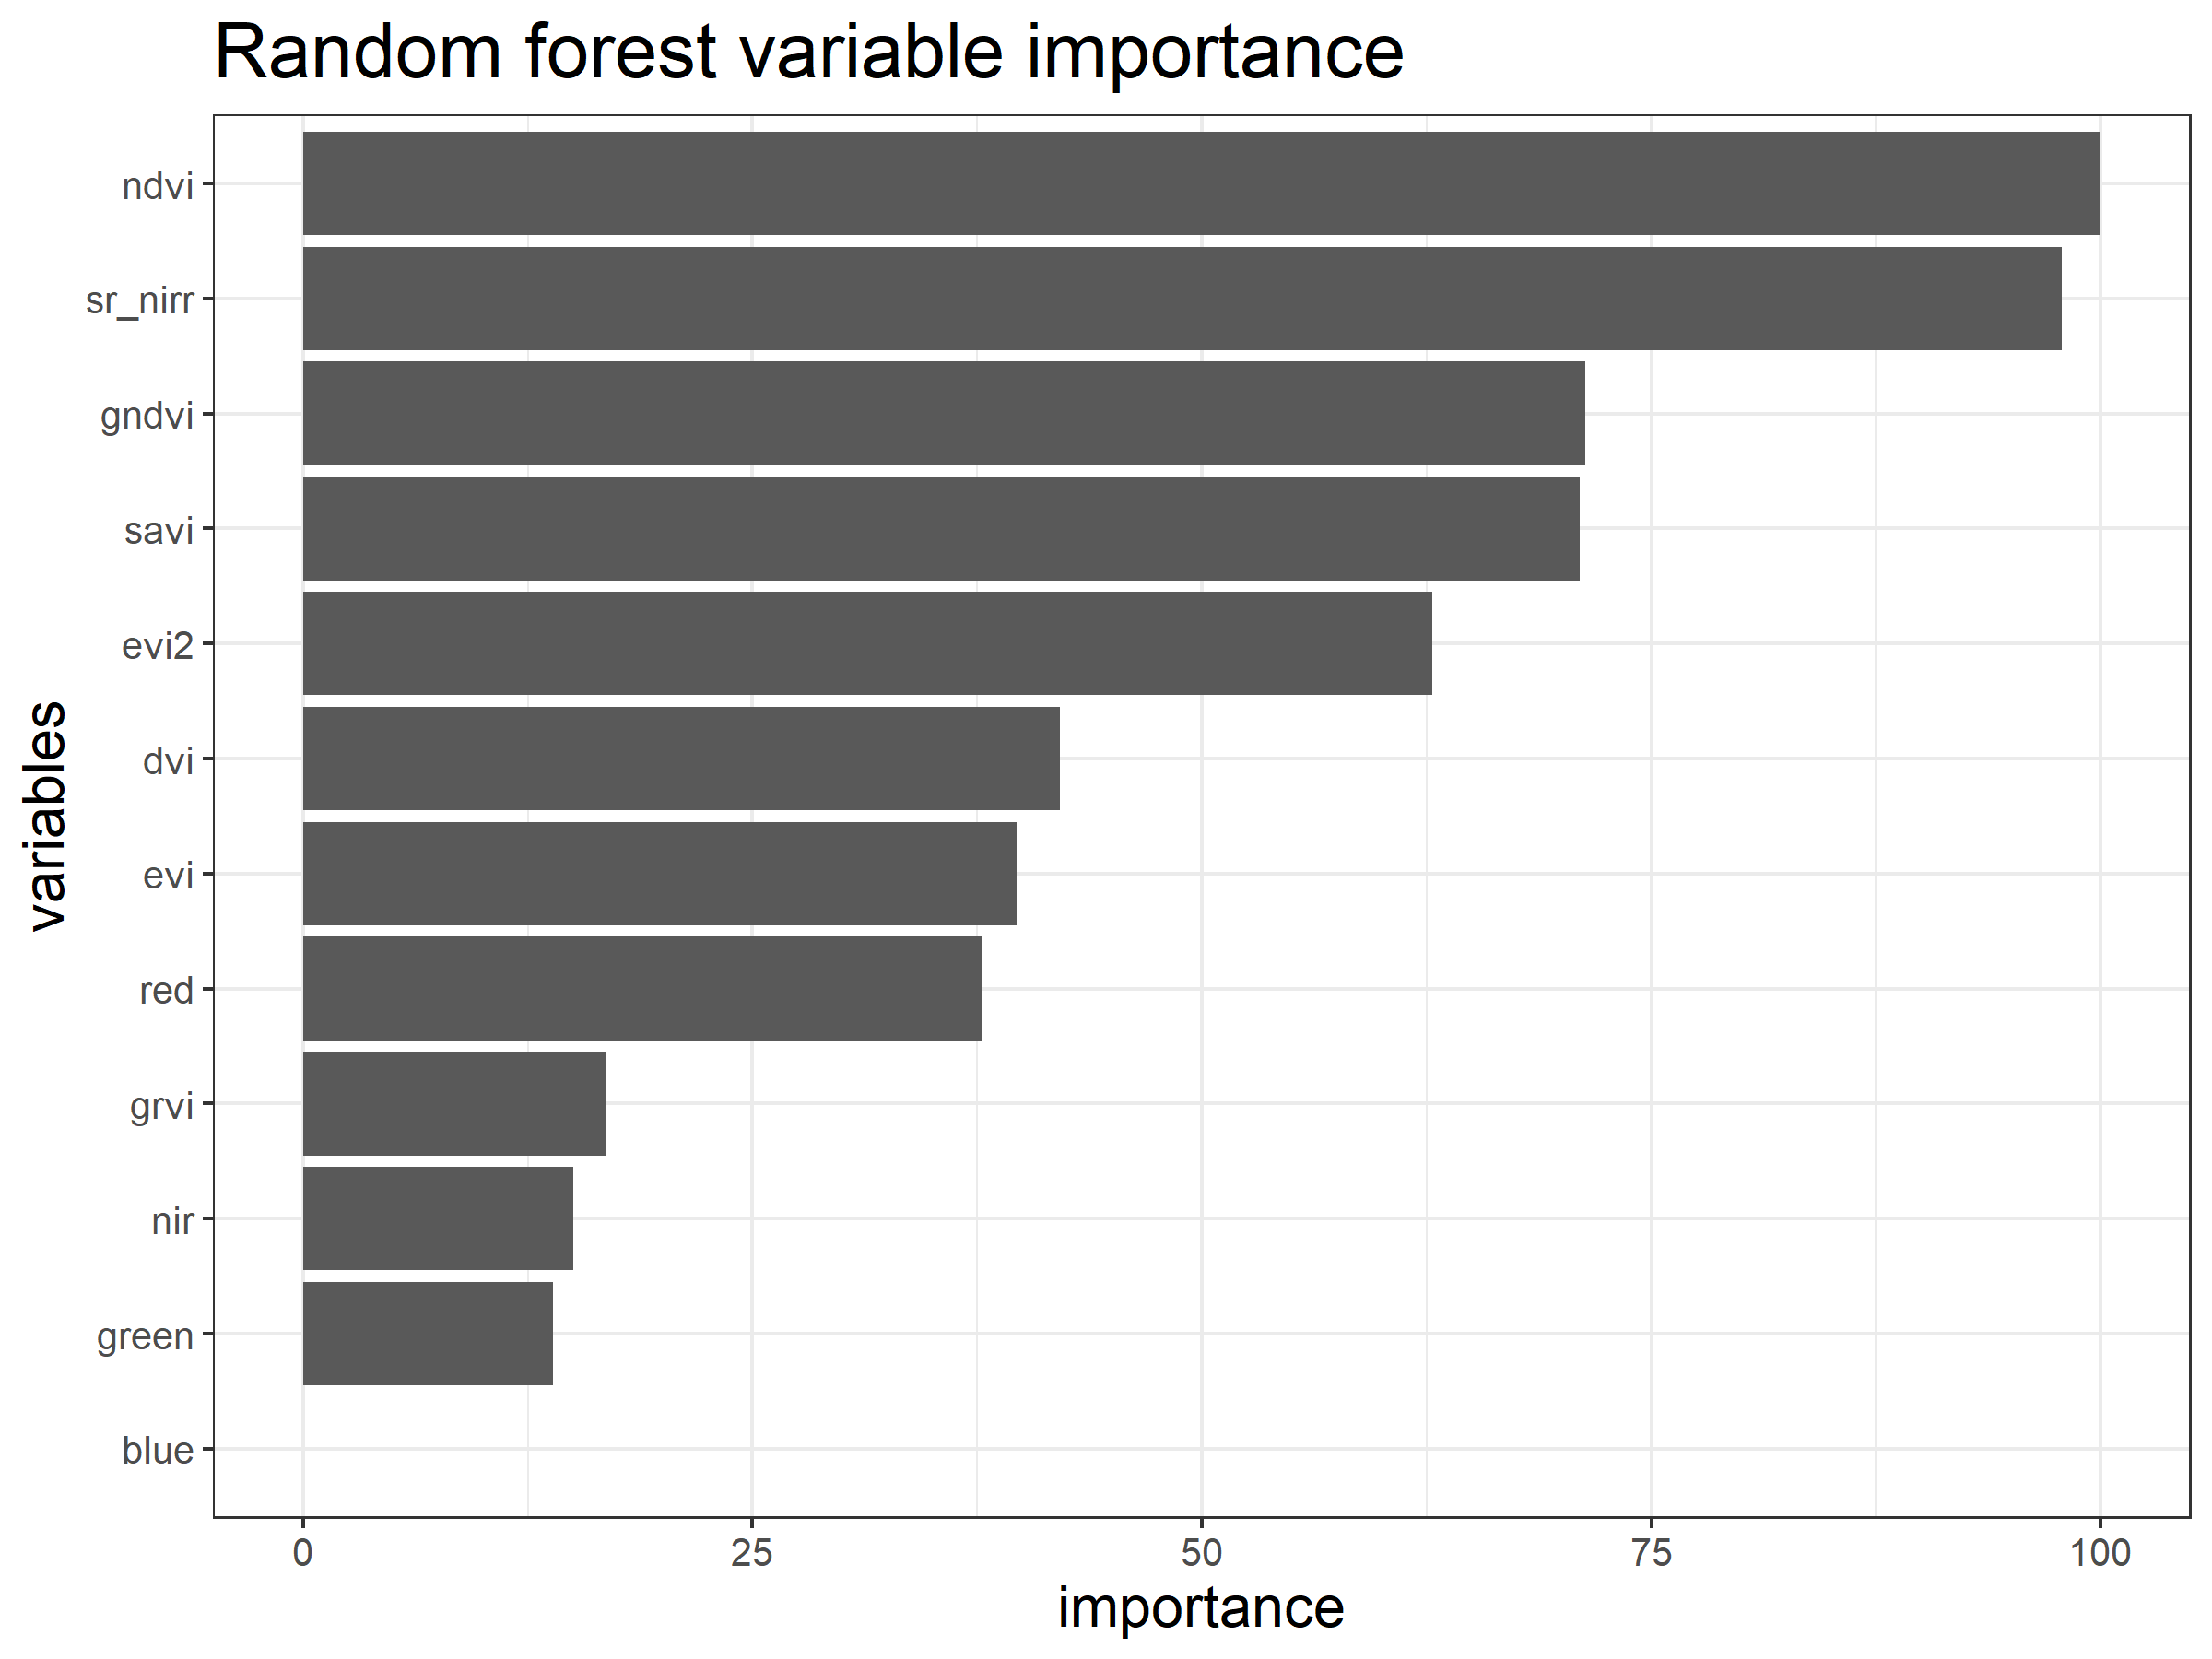 Random forest variable importance
ndvi
sr_nirr
gndvi
savi
evi2
dvi
evi
red
grvi
nir
green
blue
variables
0 25 50 75 100
importance